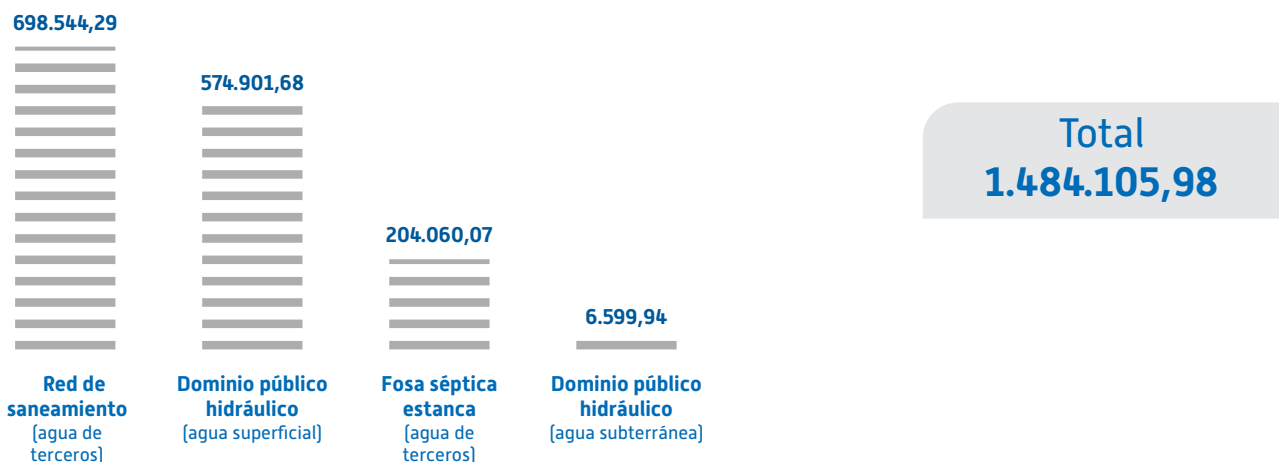 698.544,29
574.901,68
204.060,07
6.599,94
Red de
saneamiento
(agua de
terceros)
Dominio público
hidráulico
(agua superficial)
Fosa séptica
estanca
(agua de
terceros)
Dominio público
hidráulico
(agua subterránea)
Total
1.484.105,98